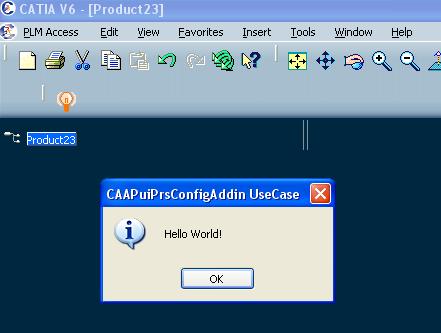 CATIA V6 - [Product23]
PLM Access Edit View Favorites Insert Tools Window Help
Product23
CAAPuiPrsConfigAddin UseCase
Hello World!
OK